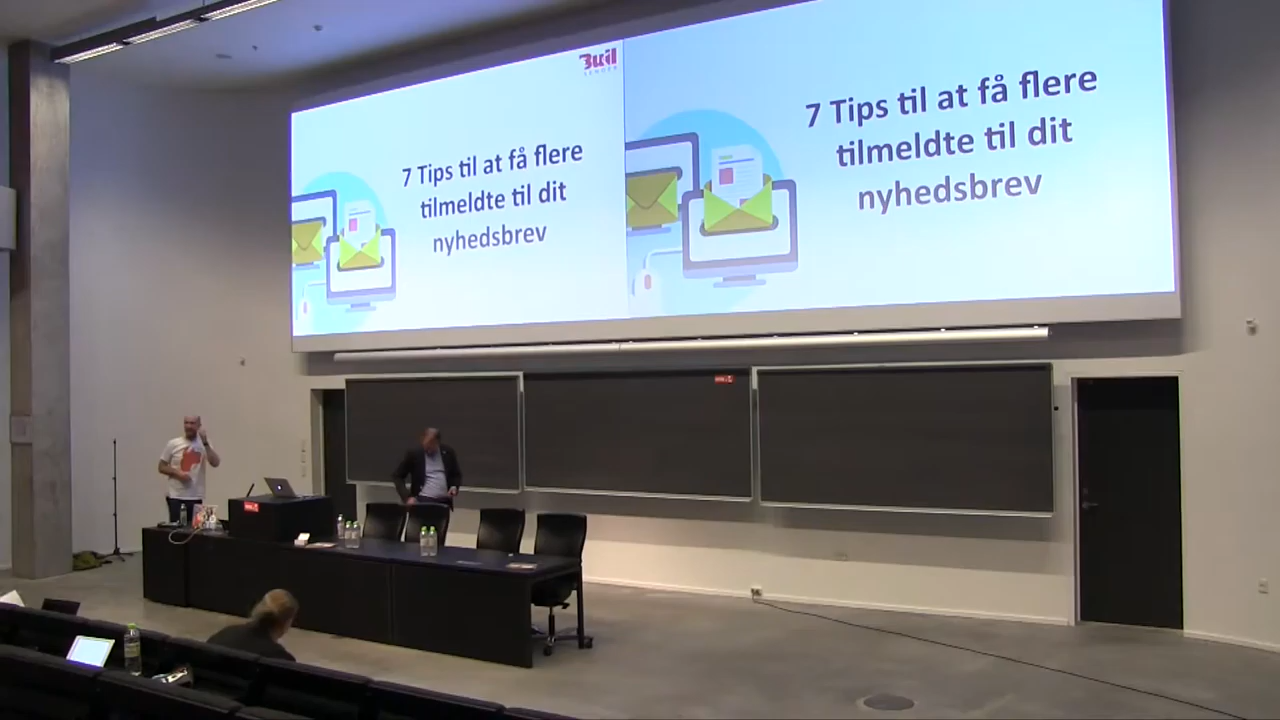 7 Tips til at få flere
tilmeldte til dit
nyhedsbrev
7 Tips til at få flere
tilmeldte til dit
nyhedsbrev